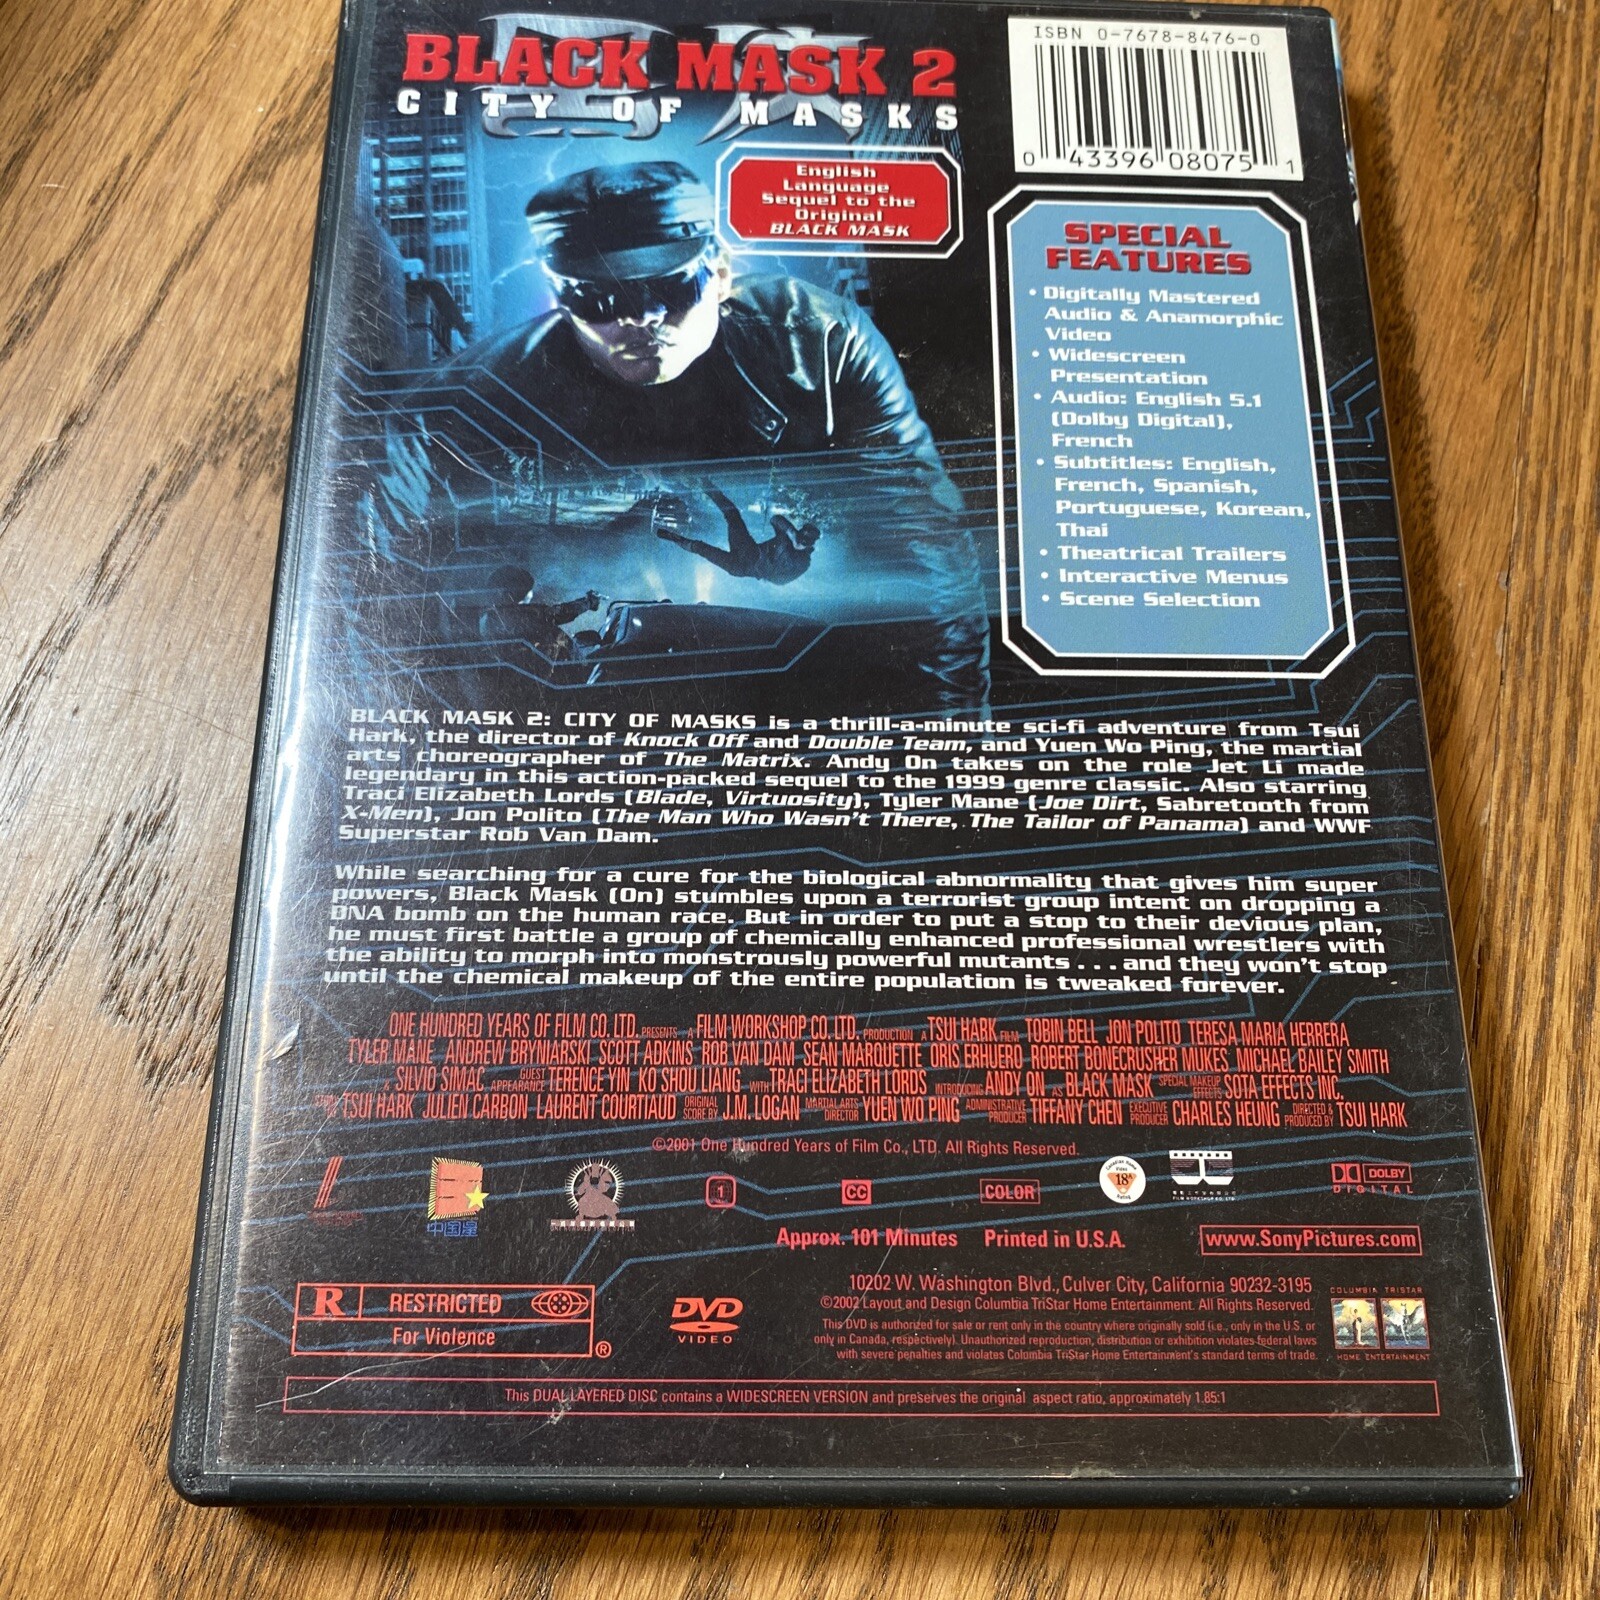 BLACK MASK 2
CITY OF MASKS
English
Language
Sequel to the
Original
BLACK MASK
ISBN 0-7678-8476-0
0 43396 08075 1
SPECIAL
FEATURES
• Digitally Mastered
Audio & Anamorphic
Video
• Widescreen
Presentation
• Audio: English 5.1
(Dolby Digital),
French
• Subtitles: English,
French, Spanish,
Portuguese, Korean,
Thai
• Theatrical Trailers
• Interactive Menus
• Scene Selection
BLACK MASK 2: CITY OF MASKS is a thrill-a-minute sci-fi adventure from Tsui
Hark, the director of Knock Off and Double Team, and Yuen Wo Ping, the martial
arts choreographer of The Matrix. Andy On takes on the role Jet Li made
legendary in this action-packed sequel to the 1999 genre classic. Also starring
Traci Elizabeth Lords (Blade, Virtuosity), Tyler Mane (Joe Dirt, Sabretooth from
X-Men), Jon Polito (The Man Who Wasn't There, The Tailor of Panama) and WWF
Superstar Rob Van Dam.
While searching for a cure for the biological abnormality that gives him super
powers, Black Mask (On) stumbles upon a terrorist group intent on dropping a
DNA bomb on the human race. But in order to put a stop to their devious plan,
he must first battle a group of chemically enhanced professional wrestlers with
the ability to morph into monstrously powerful mutants . . . and they won't stop
until the chemical makeup of the entire population is tweaked forever.
ONE HUNDRED YEARS OF FILM CO. LTD. PRESENTS A FILM WORKSHOP CO. LTD. PRODUCTION A TSUI HARK FILM TOBIN BELL JON POLITO TERESA MARIA HERRERA
TYLER MANE ANDREW BRYNIARSKI SCOTT ADKINS ROB VAN DAM SEAN MARQUETTE ORIS ERHUERO ROBERT BONECRUSHER MUKES MICHAEL BAILEY SMITH
& SILVIO SIMAC GUEST APPEARANCE TERENCE YIN KO SHOU LIANG WITH TRACI ELIZABETH LORDS INTRODUCING ANDY ON AS BLACK MASK SPECIAL MAKEUP EFFECTS SOTA EFFECTS INC.
TSUI HARK JULIEN CARBON LAURENT COURTIAUD ORIGINAL SCORE BY J.M. LOGAN MARTIAL ARTS DIRECTOR YUEN WO PING ADMINISTRATIVE PRODUCER TIFFANY CHEN EXECUTIVE PRODUCER CHARLES HEUNG DIRECTED & PRODUCED BY TSUI HARK
©2001 One Hundred Years of Film Co., LTD. All Rights Reserved.
中国星
1
CC
COLOR
18A
DOLBY
DIGITAL
Approx. 101 Minutes Printed in U.S.A.
www.SonyPictures.com
R RESTRICTED
For Violence
®
DVD
VIDEO
10202 W. Washington Blvd., Culver City, California 90232-3195
©2002 Layout and Design Columbia TriStar Home Entertainment. All Rights Reserved.
This DVD is authorized for sale or rent only in the country where originally sold (i.e., only in the U.S. or
only in Canada, respectively). Unauthorized reproduction, distribution or exhibition violates federal laws
with severe penalties and violates Columbia TriStar Home Entertainment's standard terms of trade.
COLUMBIA TRISTAR
HOME ENTERTAINMENT
This DUAL LAYERED DISC contains a WIDESCREEN VERSION and preserves the original aspect ratio, approximately 1.85:1